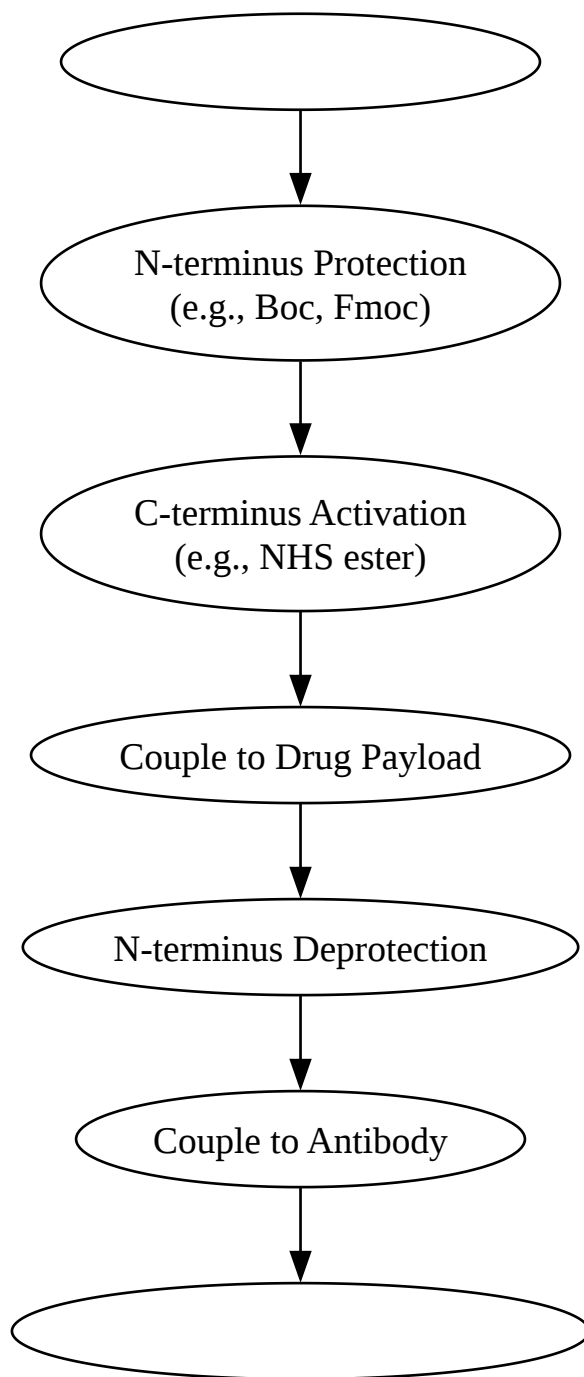 N-terminus Protection
(e.g., Boc, Fmoc)
C-terminus Activation
(e.g., NHS ester)
Couple to Drug Payload
N-terminus Deprotection
Couple to Antibody